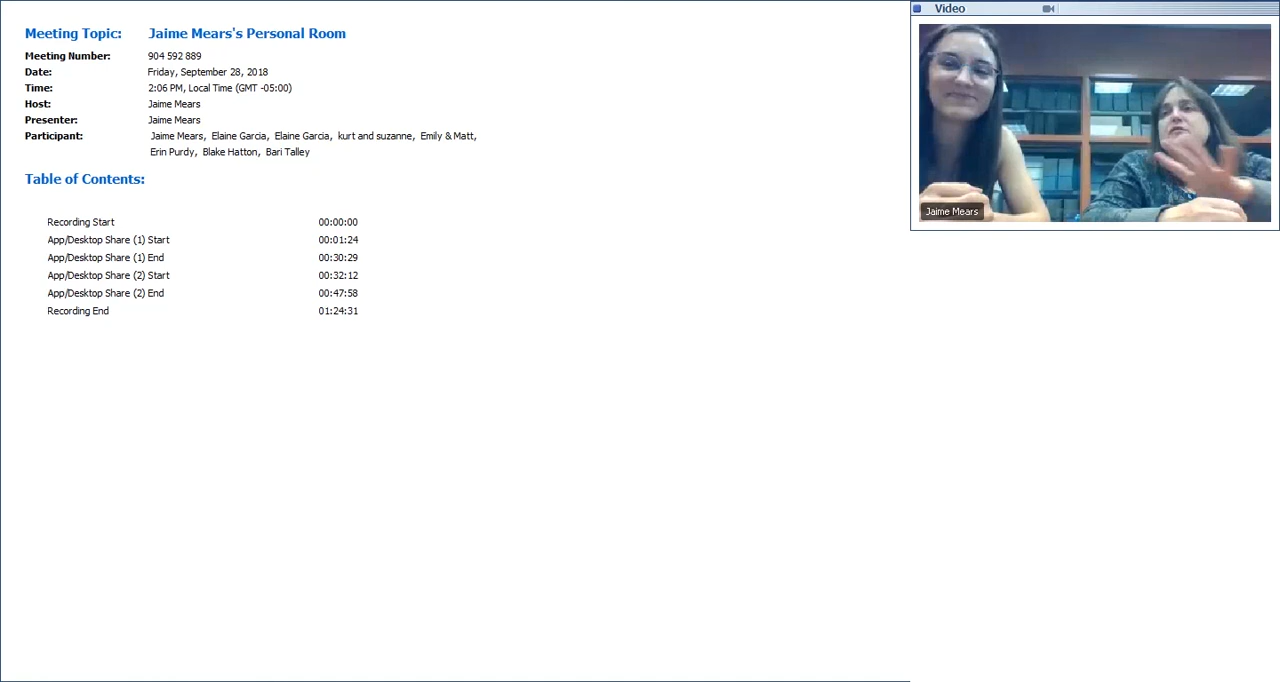 Meeting Topic: Jaime Mears's Personal Room
Meeting Number: 904 592 889
Date: Friday, September 28, 2018
Time: 2:06 PM, Local Time (GMT -05:00)
Host: Jaime Mears
Presenter: Jaime Mears
Participant: Jaime Mears, Elaine Garcia, Elaine Garcia, kurt and suzanne, Emily & Matt,
Erin Purdy, Blake Hatton, Bari Talley
Table of Contents:
Recording Start 00:00:00
App/Desktop Share (1) Start 00:01:24
App/Desktop Share (1) End 00:30:29
App/Desktop Share (2) Start 00:32:12
App/Desktop Share (2) End 00:47:58
Recording End 01:24:31
Video
Jaime Mears